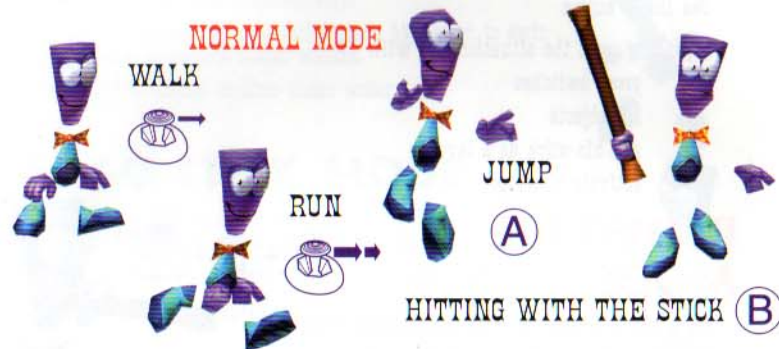 NORMAL MODE
WALK
RUN
JUMP
A
HITTING WITH THE STICK B